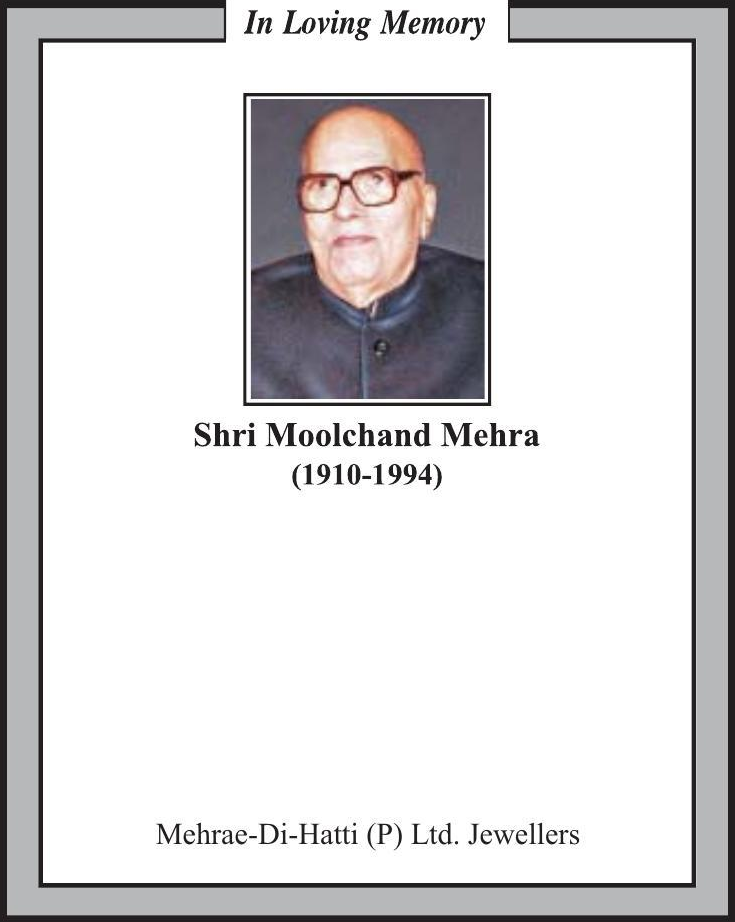 In Loving Memory
Shri Moolchand Mehra
(1910-1994)
Mehrae-Di-Hatti (P) Ltd. Jewellers